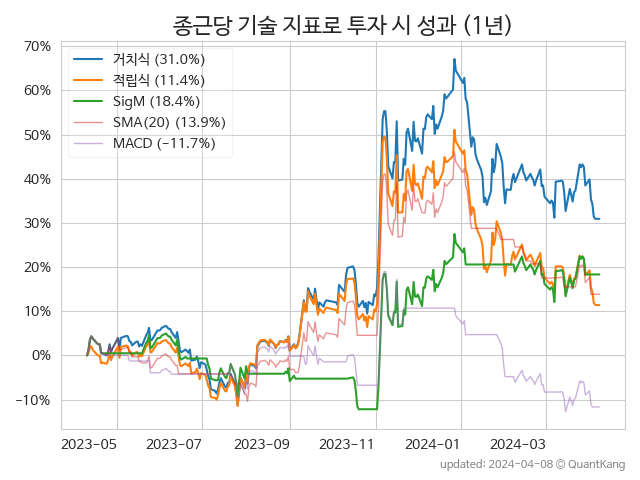 종근당 기술 지표로 투자 시 성과 (1년)
70%
60%
50%
40%
30%
20%
10%
0%
−10%
거치식 (31.0%)
적립식 (11.4%)
SigM (18.4%)
SMA(20) (13.9%)
MACD (−11.7%)
2023-05
2023-07
2023-09
2023-11
2024-01
2024-03
updated: 2024-04-08 © QuantKang